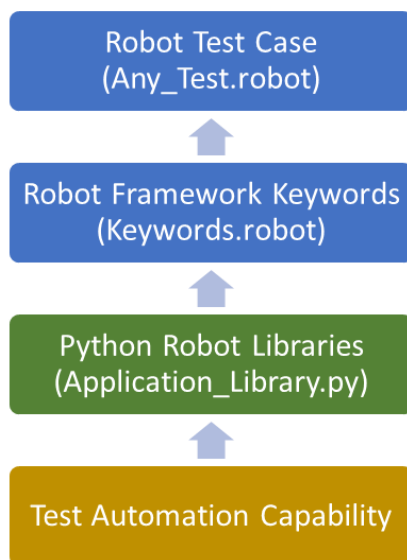 Robot Test Case
(Any_Test.robot)
Robot Framework Keywords
(Keywords.robot)
Python Robot Libraries
(Application_Library.py)
Test Automation Capability